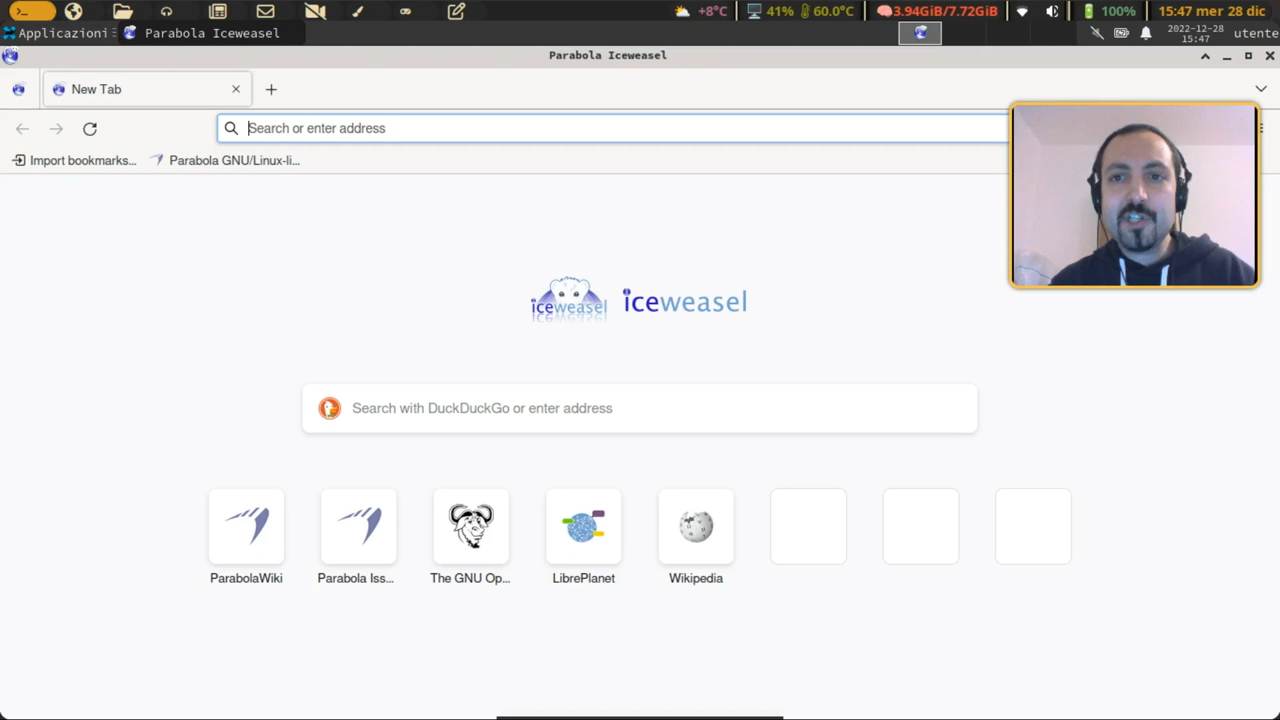 +8°C 41% 60.0°C 3.94GiB/7.72GiB 100% 15:47 mer 28 dic
Applicazioni Parabola Iceweasel 2022-12-28 15:47 utente
Parabola Iceweasel
New Tab
Search or enter address
Import bookmarks... Parabola GNU/Linux-li...
iceweasel iceweasel
Search with DuckDuckGo or enter address
ParabolaWiki Parabola Iss... The GNU Op... LibrePlanet Wikipedia